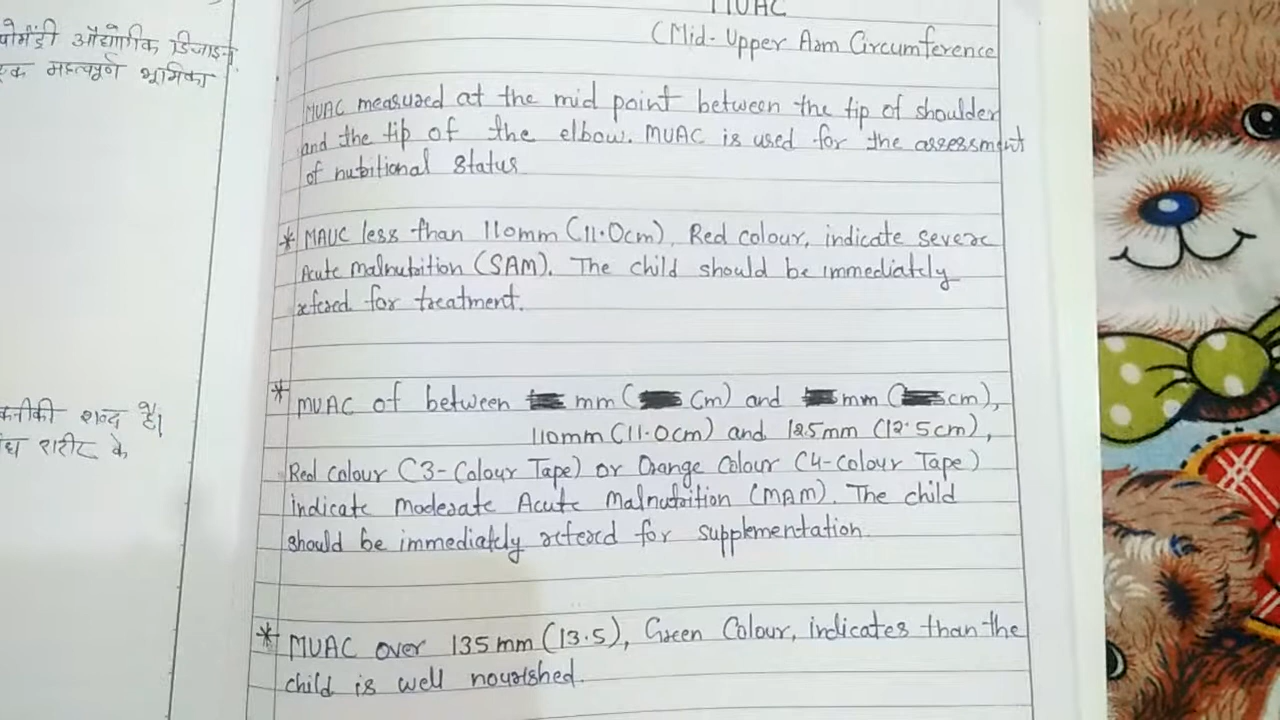 पोमेट्री औद्योगिक डिजाइन,
एक महत्वपूर्ण भूमिका
कनीकी शब्द है।
शरीर के
MUAC
(Mid-Upper Arm Circumference
MUAC measured at the mid point between the tip of shoulder
and the tip of the elbow. MUAC is used for the assessment
of nutritional status
* MAUC less than 110mm (11.0cm), Red colour, indicate severe
Acute Malnutrition (SAM). The child should be immediately
refered for treatment.
* MUAC of between mm ( Cm) and mm ( cm),
110mm (11.0cm) and 125mm (12.5cm),
Red colour (3-Colour Tape) or Orange Colour (4-Colour Tape)
indicate Moderate Acute Malnutrition (MAM). The child
should be immediatly refered for supplementation.
* MUAC over 135mm (13.5), Green Colour, indicates than the
child is well nourished.